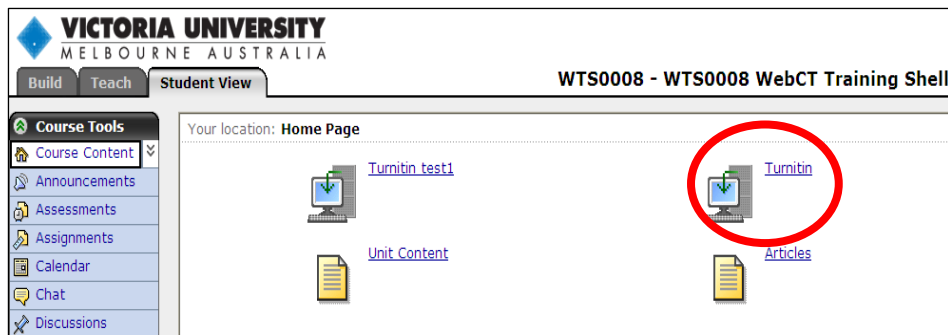 VICTORIA UNIVERSITY
MELBOURNE AUSTRALIA
Build Teach Student View
WTS0008 - WTS0008 WebCT Training Shell
Course Tools
Your location: Home Page
Course Content
Turnitin test1
Turnitin
Announcements
Assessments
Assignments
Unit Content
Articles
Calendar
Chat
Discussions